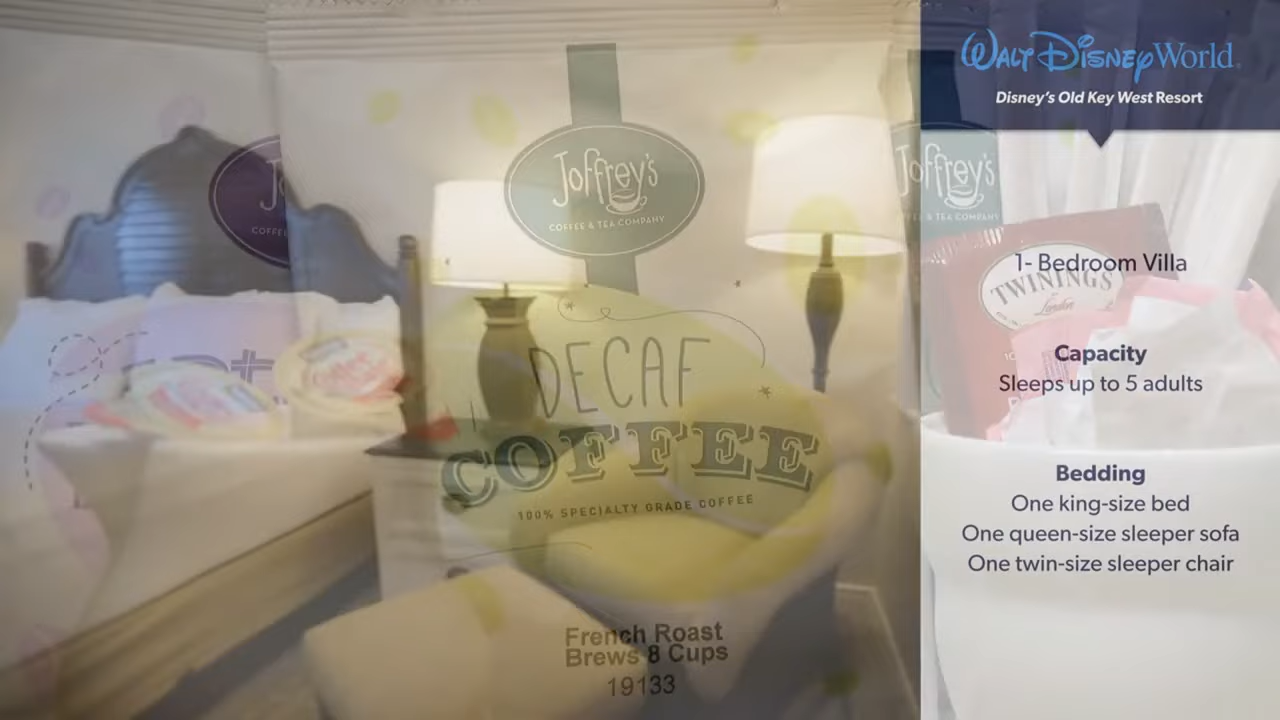 Joffrey's
COFFEE & TEA COMPANY
DECAF
COFFEE
100% SPECIALTY GRADE COFFEE
French Roast
Brews 8 Cups
19133
Joffrey's
& TEA COMPANY
TWININGS
London
WALT DISNEY World
Disney's Old Key West Resort
1- Bedroom Villa
Capacity
Sleeps up to 5 adults
Bedding
One king-size bed
One queen-size sleeper sofa
One twin-size sleeper chair